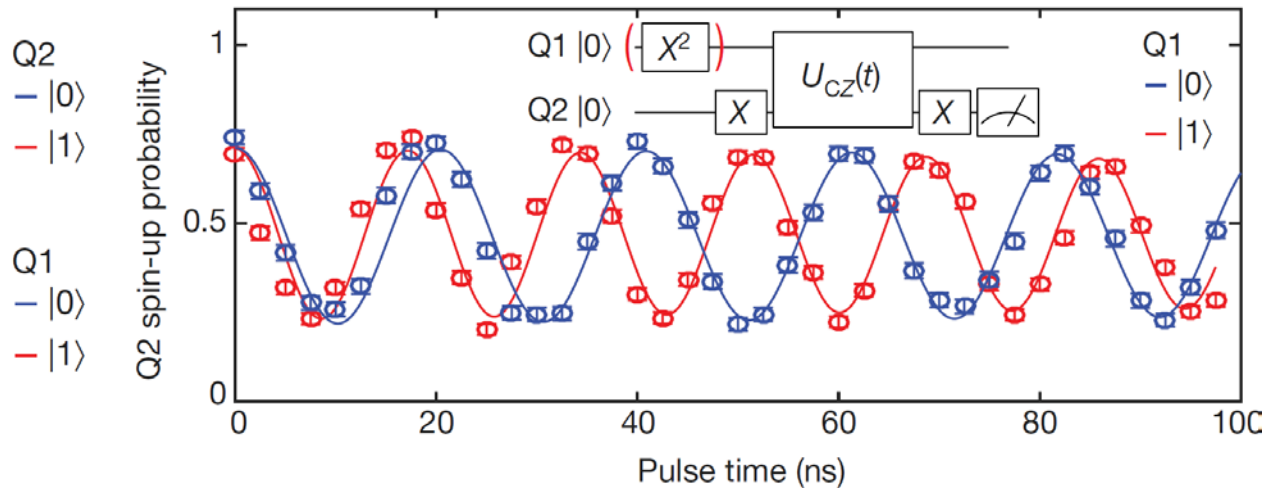 Q2
|0⟩
|1⟩
Q1
|0⟩
|1⟩
Q2 spin-up probability
1
0.5
0
Q1 |0⟩ ( X² )
Q2 |0⟩ X U_CZ(t) X
Q1
|0⟩
|1⟩
0 20 40 60 80 100
Pulse time (ns)